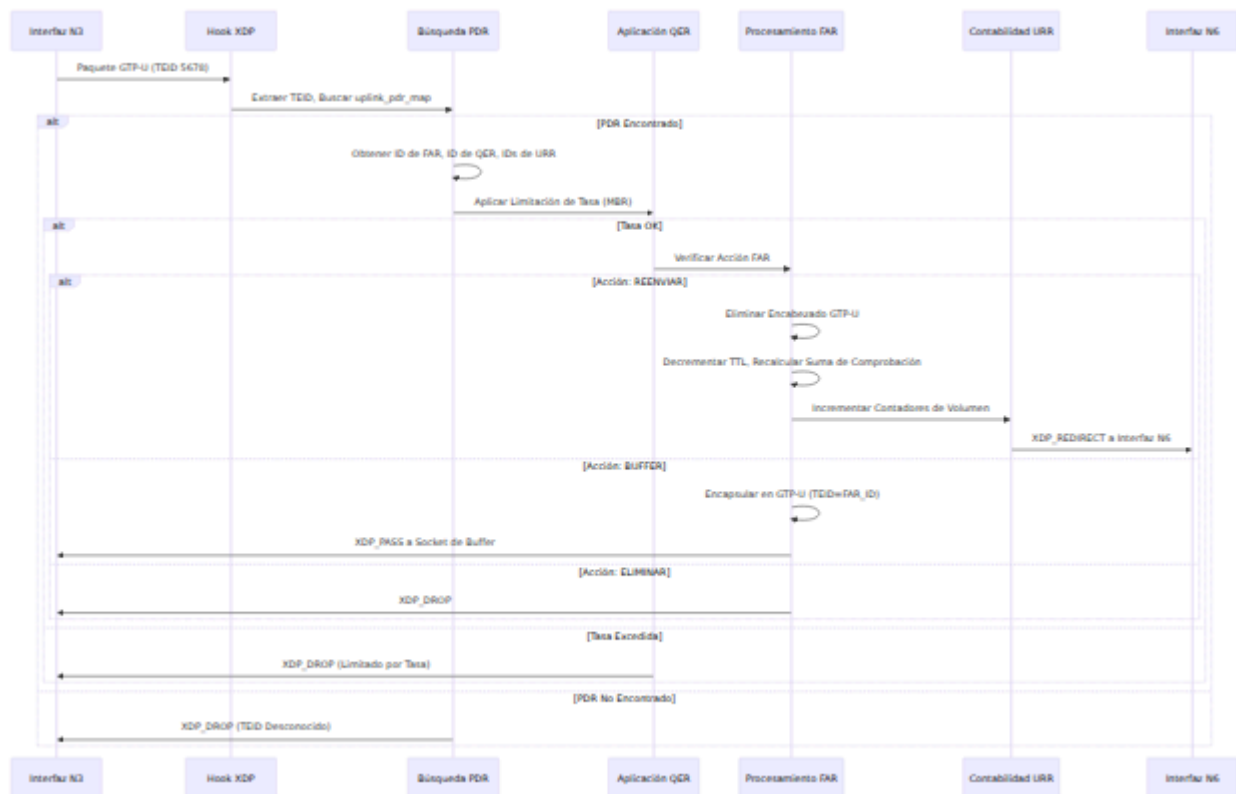 Interfaz N3
Hook XDP
Búsqueda PDR
Aplicación QER
Procesamiento FAR
Contabilidad URR
Interfaz N6
Paquete GTP-U (TEID 5678)
Extraer TEID, Buscar uplink_pdr_map
alt
[PDR Encontrado]
Obtener ID de FAR, ID de QER, IDs de URR
Aplicar Limitación de Tasa (MBR)
alt
[Tasa OK]
Verificar Acción FAR
alt
[Acción: REENVIAR]
Eliminar Encabezado GTP-U
Decrementar TTL, Recalcular Suma de Comprobación
Incrementar Contadores de Volumen
XDP_REDIRECT a Interfaz N6
[Acción: BUFFER]
Encapsular en GTP-U (TEID=FAR_ID)
XDP_PASS a Socket de Buffer
[Acción: ELIMINAR]
XDP_DROP
[Tasa Excedida]
XDP_DROP (Limitado por Tasa)
[PDR No Encontrado]
XDP_DROP (TEID Desconocido)
Interfaz N3
Hook XDP
Búsqueda PDR
Aplicación QER
Procesamiento FAR
Contabilidad URR
Interfaz N6